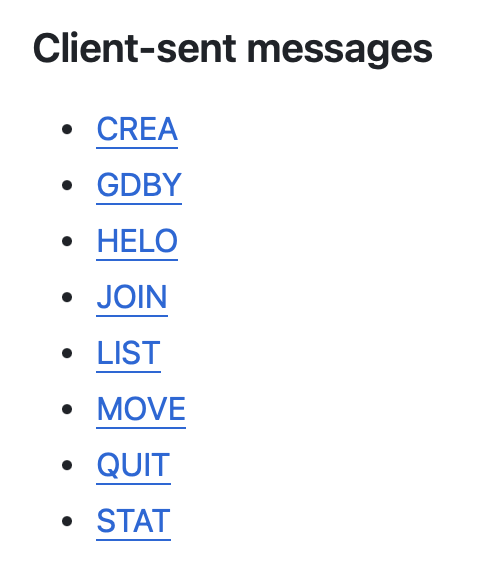 Client-sent messages
CREA
GDBY
HELO
JOIN
LIST
MOVE
QUIT
STAT